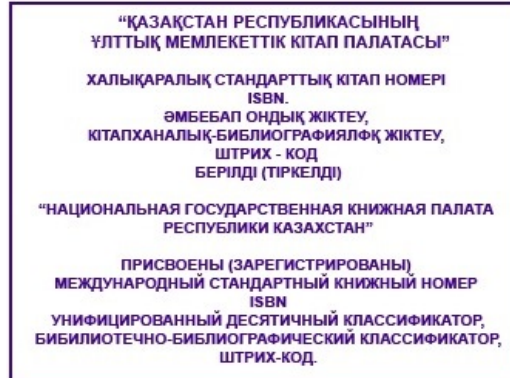 “ҚАЗАҚСТАН РЕСПУБЛИКАСЫНЫҢ
ҰЛТТЫҚ МЕМЛЕКЕТТІК КІТАП ПАЛАТАСЫ”
ХАЛЫҚАРАЛЫҚ СТАНДАРТТЫҚ КІТАП НОМЕРІ
ISBN.
ӘМБЕБАП ОНДЫҚ ЖІКТЕУ,
КІТАПХАНАЛЫҚ-БИБЛИОГРАФИЯЛФҚ ЖІКТЕУ,
ШТРИХ - КОД
БЕРІЛДІ (ТІРКЕЛДІ)
“НАЦИОНАЛЬНАЯ ГОСУДАРСТВЕННАЯ КНИЖНАЯ ПАЛАТА
РЕСПУБЛИКИ КАЗАХСТАН”
ПРИСВОЕНЫ (ЗАРЕГИСТРИРОВАНЫ)
МЕЖДУНАРОДНЫЙ СТАНДАРТНЫЙ КНИЖНЫЙ НОМЕР
ISBN
УНИФИЦИРОВАННЫЙ ДЕСЯТИЧНЫЙ КЛАССИФИКАТОР,
БИБИЛИОТЕЧНО-БИБЛИОГРАФИЧЕСКИЙ КЛАССИФИКАТОР,
ШТРИХ-КОД.